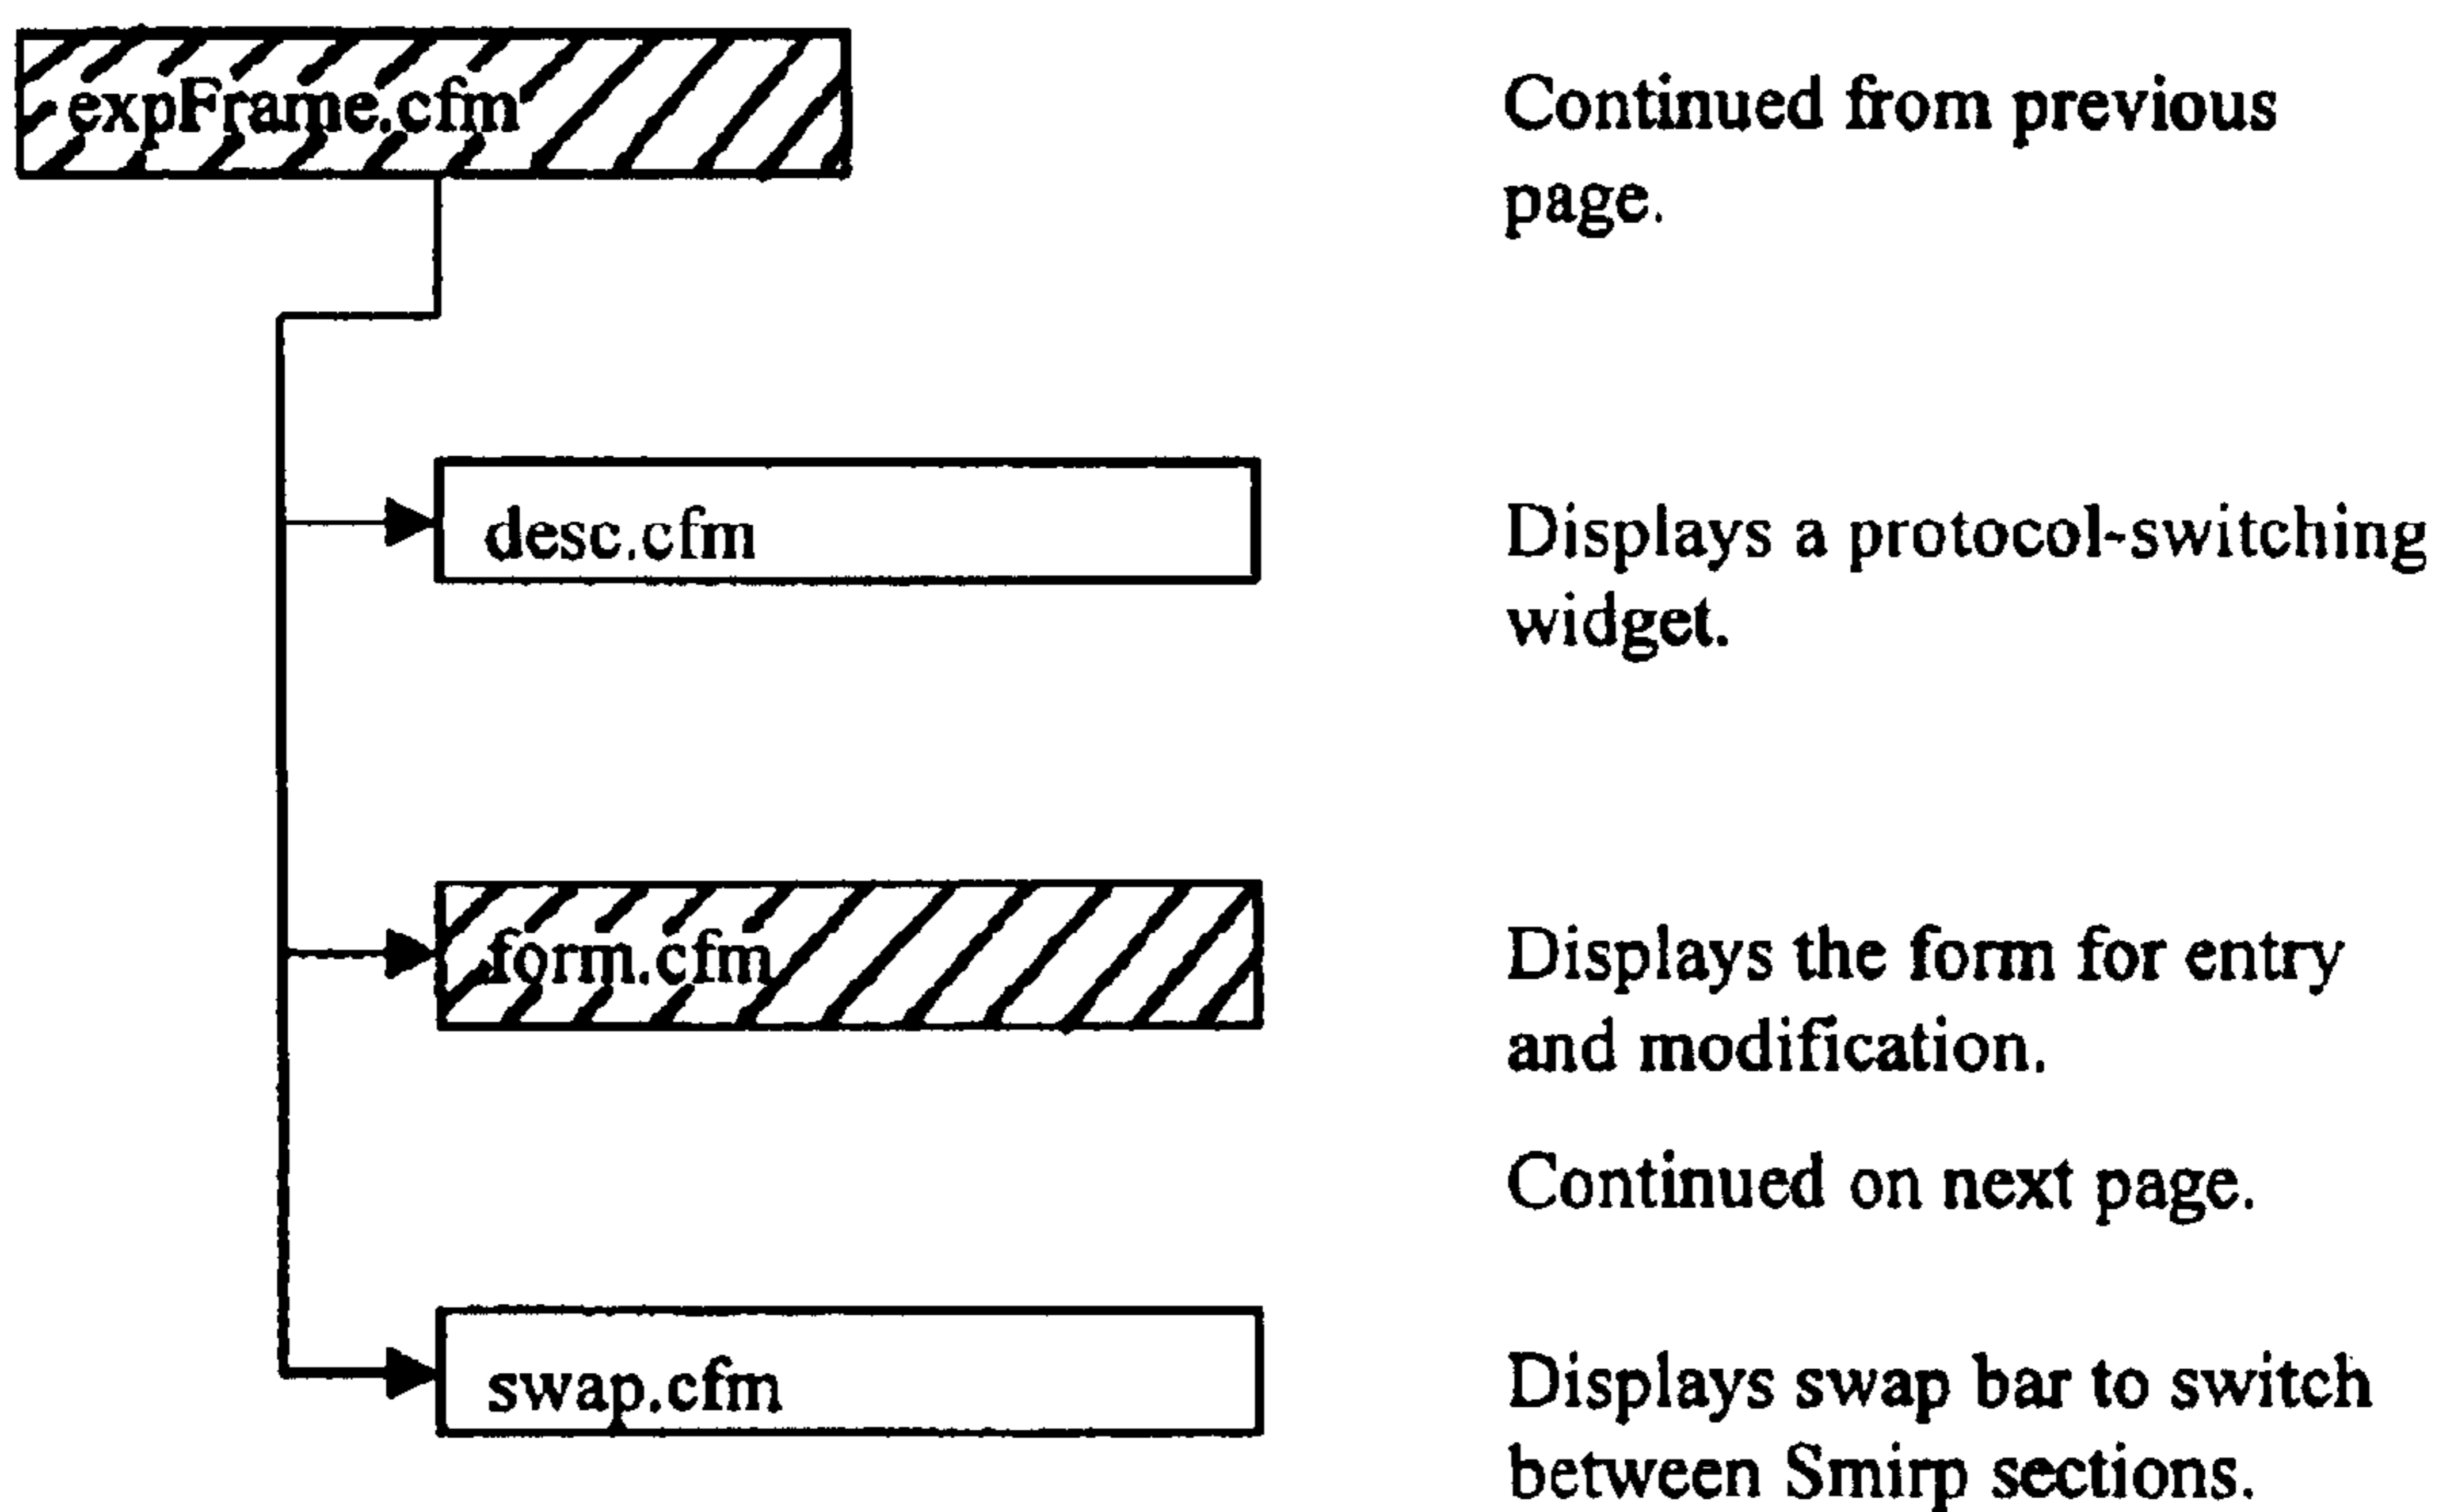 expFrame.cfm
Continued from previous
page.
desc.cfm
Displays a protocol-switching
widget.
form.cfm
Displays the form for entry
and modification.
Continued on next page.
swap.cfm
Displays swap bar to switch
between Smirp sections.